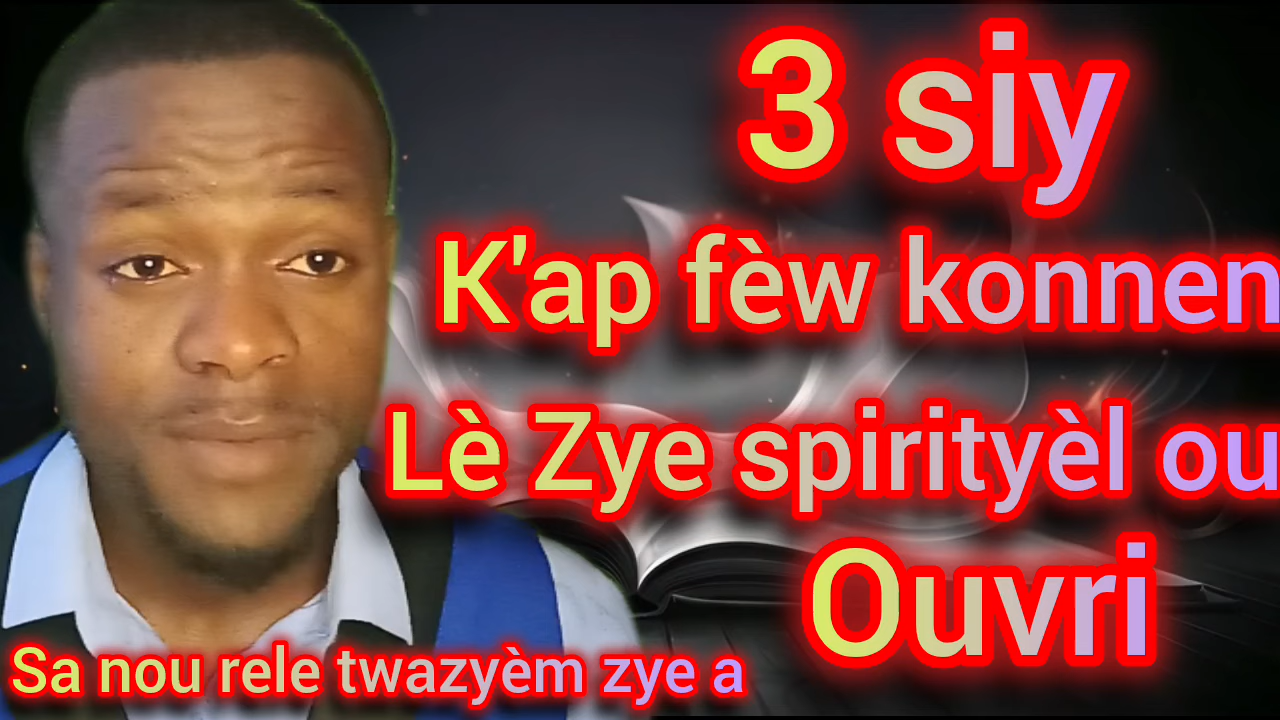 3 siy
K'ap fèw konnen
Lè Zye spirityèl ou
Ouvri
Sa nou rele twazyèm zye a